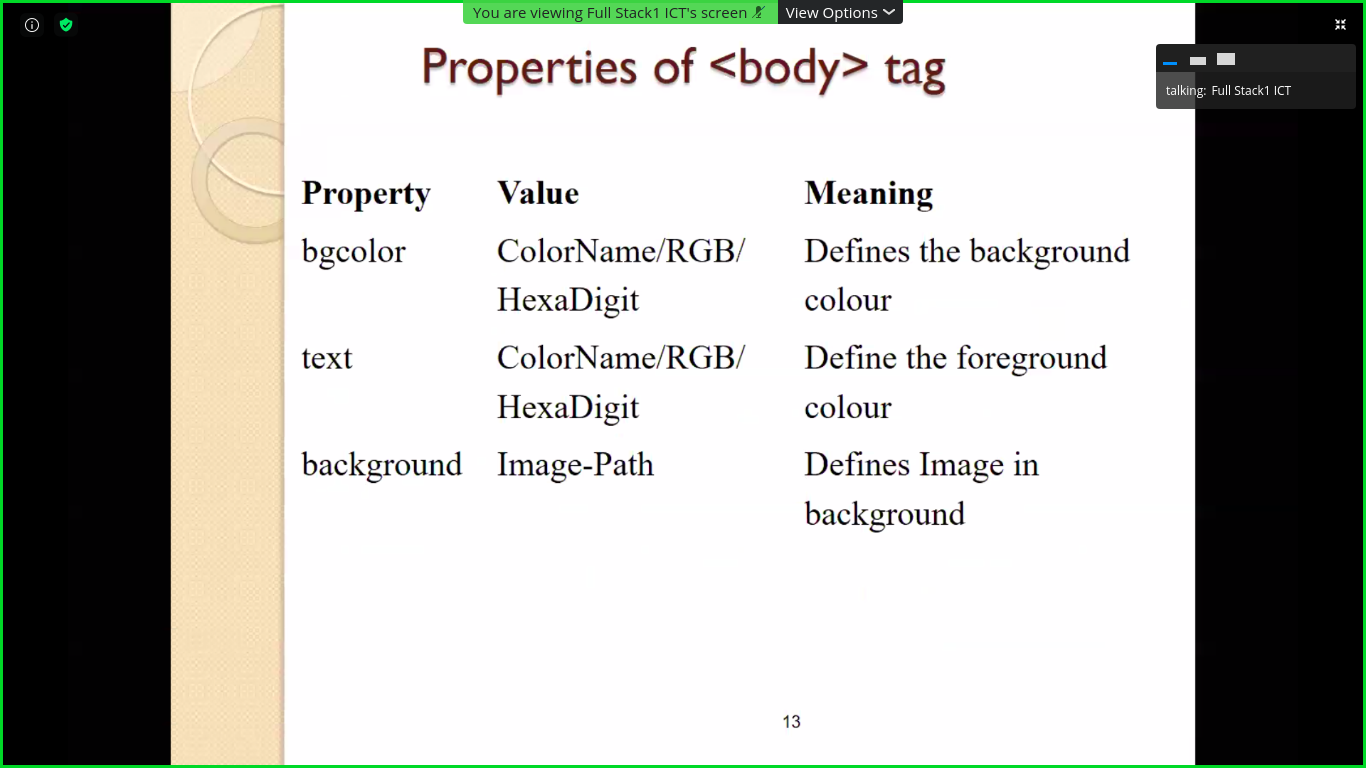 You are viewing Full Stack1 ICT's screen
View Options
talking: Full Stack1 ICT
Properties of <body> tag
Property Value Meaning
bgcolor ColorName/RGB/ Defines the background
HexaDigit colour
text ColorName/RGB/ Define the foreground
HexaDigit colour
background Image-Path Defines Image in
background
13